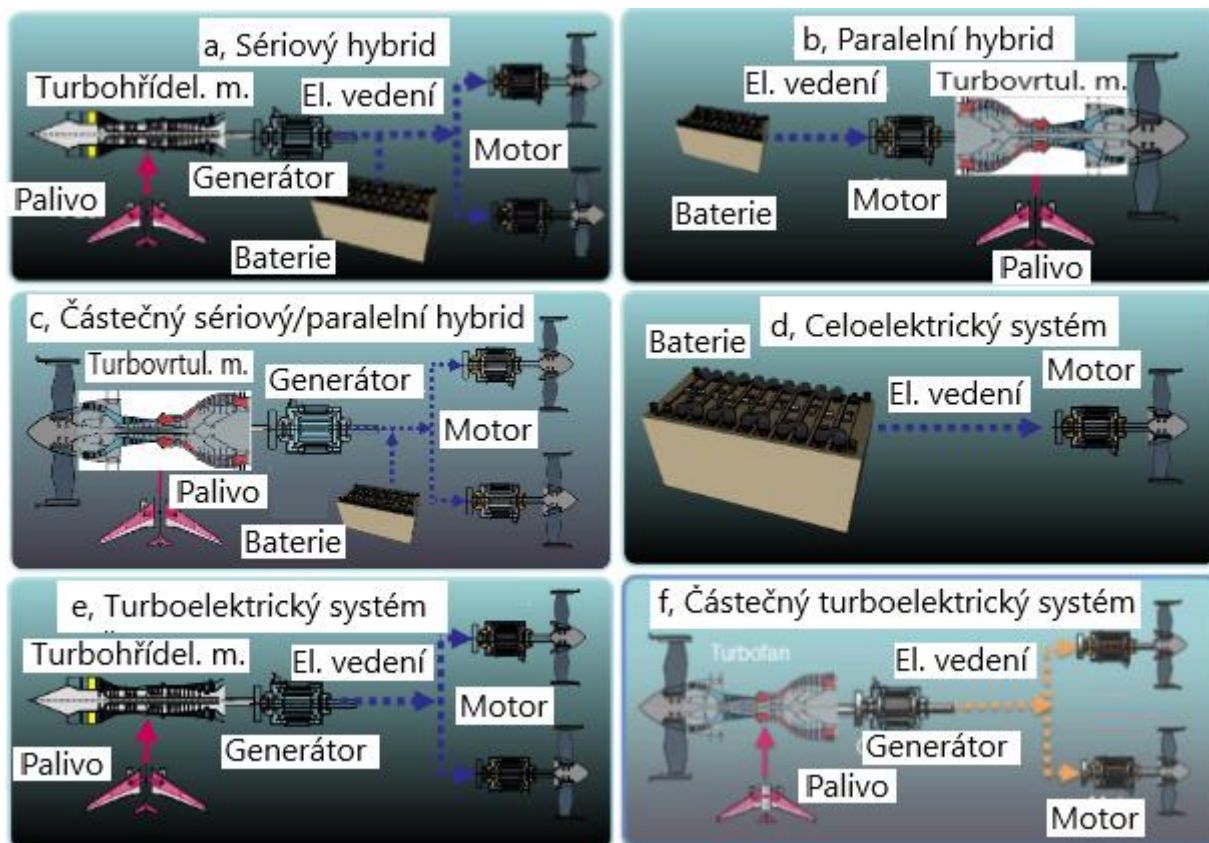 a, Sériový hybrid
Turbohřídel. m.
El. vedení
Motor
Generátor
Palivo
Baterie
b, Paralelní hybrid
El. vedení
Turbovrtul. m.
Baterie
Motor
Palivo
c, Částečný sériový/paralelní hybrid
Turbovrtul. m.
Generátor
Motor
Palivo
Baterie
d, Celoelektrický systém
Baterie
Motor
El. vedení
e, Turboelektrický systém
Turbohřídel. m.
El. vedení
Motor
Generátor
Palivo
f, Částečný turboelektrický systém
Turbofan
El. vedení
Generátor
Palivo
Motor